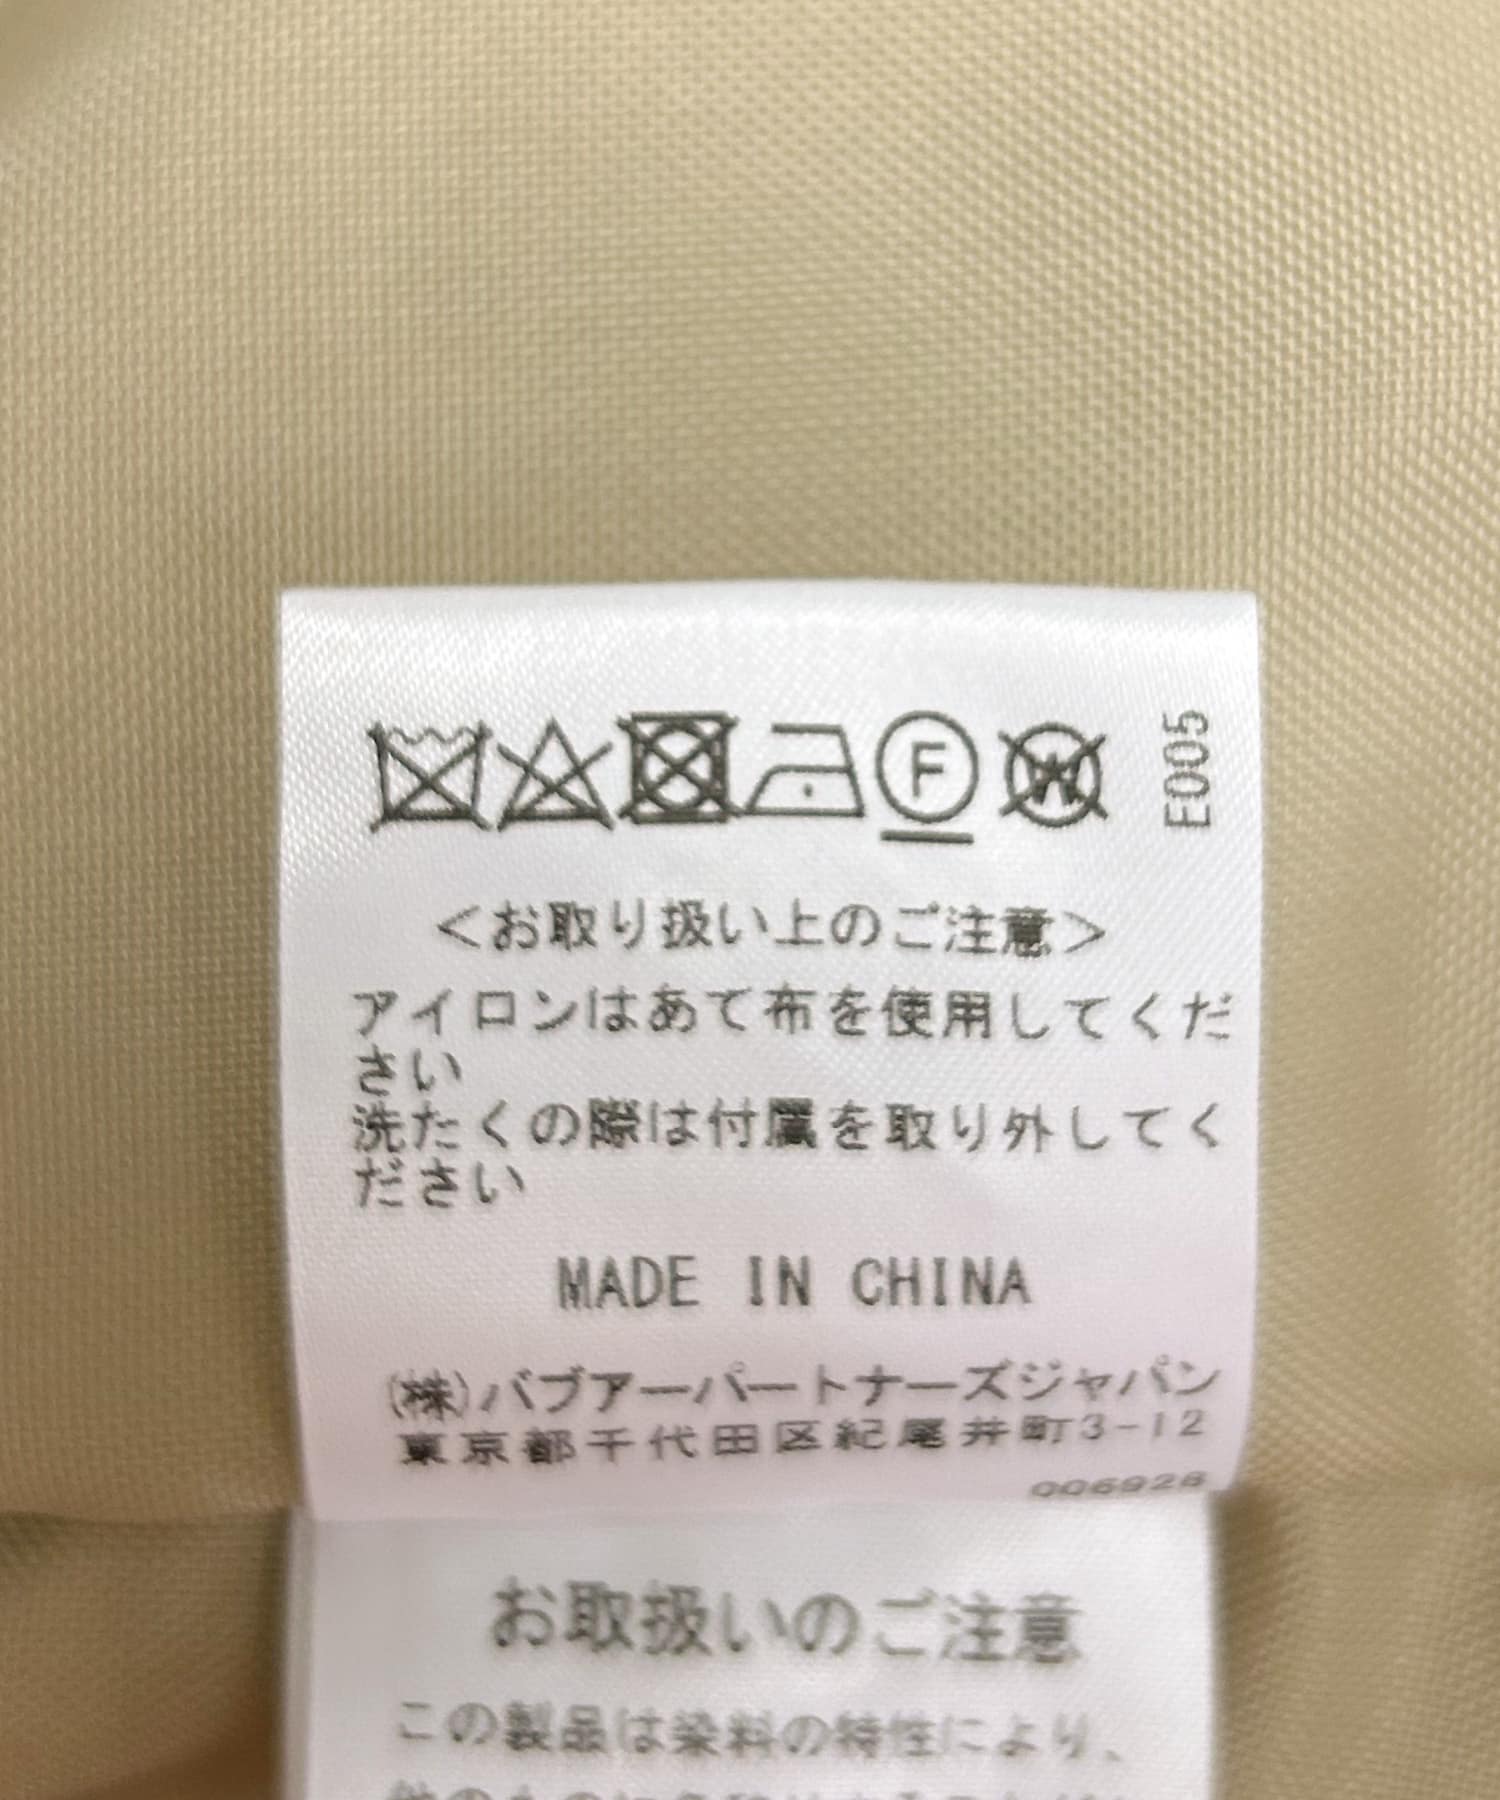 F
W
E005
<お取り扱い上のご注意>
アイロンはあて布を使用してくだ
さい
洗たくの際は付属を取り外してく
ださい
MADE IN CHINA
(株)バブアーパートナーズジャパン
東京都千代田区紀尾井町3-12
006928
お取扱いのご注意
この製品は染料の特性により、